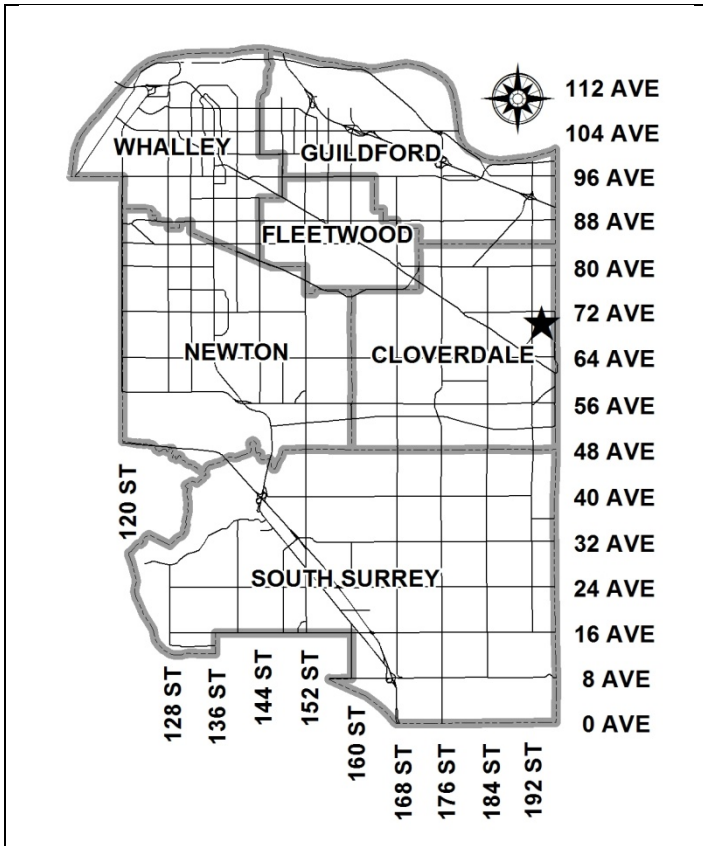 112 AVE
104 AVE
WHALLEY
GUILDFORD
96 AVE
88 AVE
FLEETWOOD
80 AVE
72 AVE
NEWTON
CLOVERDALE
64 AVE
56 AVE
48 AVE
120 ST
40 AVE
32 AVE
SOUTH SURREY
24 AVE
16 AVE
8 AVE
0 AVE
128 ST
136 ST
144 ST
152 ST
160 ST
168 ST
176 ST
184 ST
192 ST